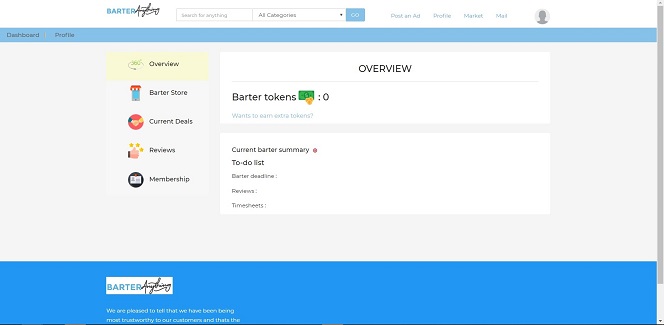 BARTER Anything
Search for anything
All Categories
GO
Post an Ad
Profile
Market
Mail
Dashboard
Profile
360°
Overview
Barter Store
Current Deals
Reviews
Membership
OVERVIEW
Barter tokens : 0
Wants to earn extra tokens?
Current barter summary
To-do list
Barter deadline :
Reviews :
Timesheets :
BARTER Anything
We are pleased to tell that we have been being
most trustworthy to our customers and thats the